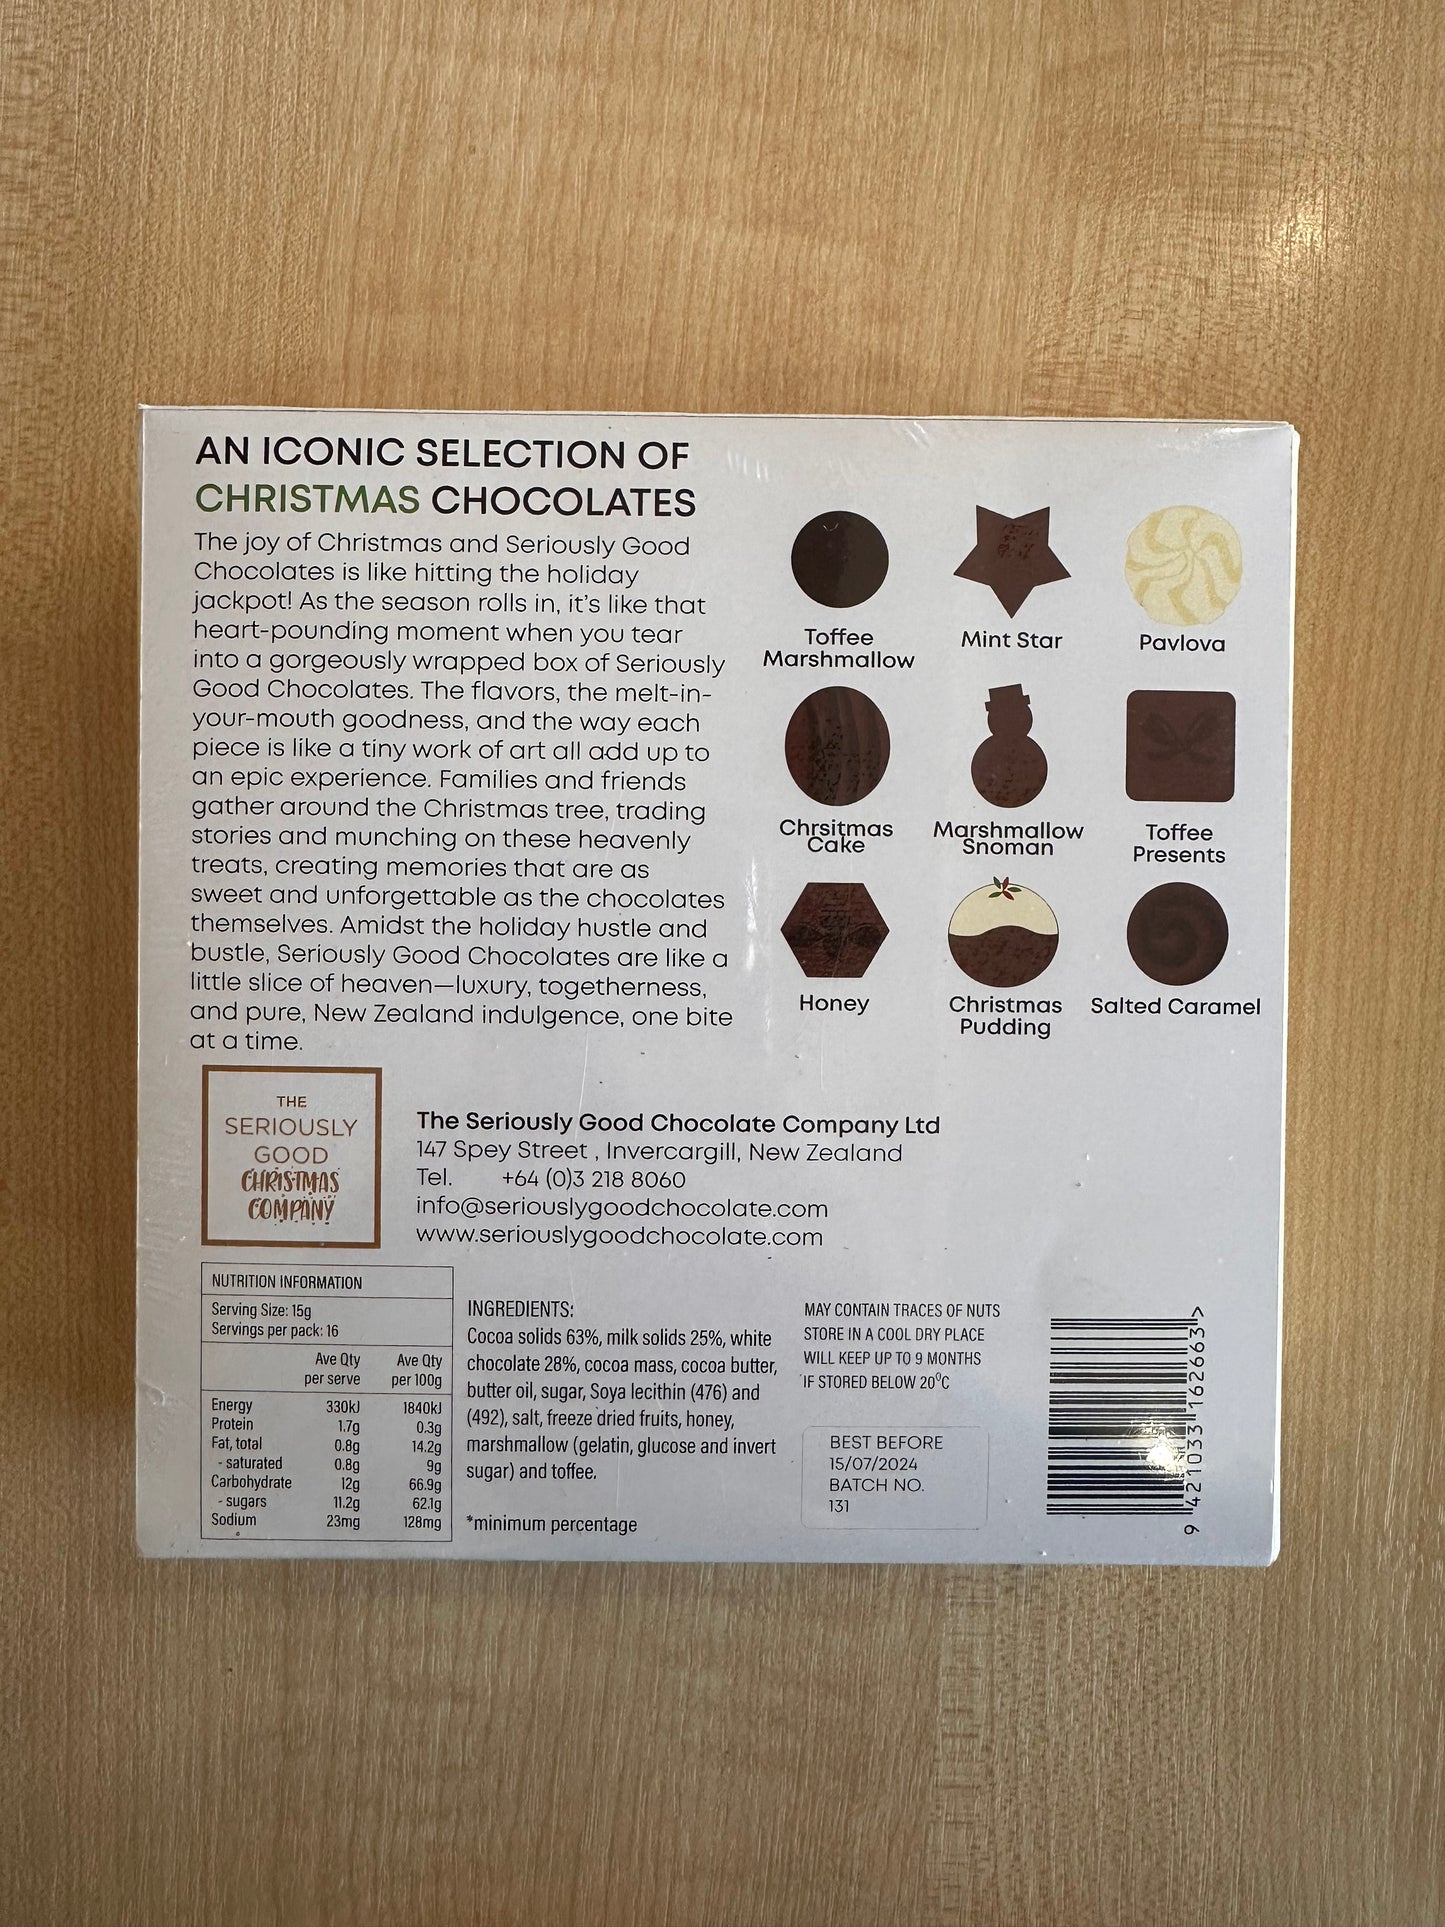 AN ICONIC SELECTION OF
CHRISTMAS CHOCOLATES
The joy of Christmas and Seriously Good
Chocolates is like hitting the holiday
jackpot! As the season rolls in, it's like that
heart-pounding moment when you tear
into a gorgeously wrapped box of Seriously
Good Chocolates. The flavors, the melt-in-
your-mouth goodness, and the way each
piece is like a tiny work of art all add up to
an epic experience. Families and friends
gather around the Christmas tree, trading
stories and munching on these heavenly
treats, creating memories that are as
sweet and unforgettable as the chocolates
themselves. Amidst the holiday hustle and
bustle, Seriously Good Chocolates are like a
little slice of heaven—luxury, togetherness,
and pure, New Zealand indulgence, one bite
at a time.
Toffee
Marshmallow
Mint Star
Pavlova
Chrsitmas
Cake
Marshmallow
Snoman
Toffee
Presents
Honey
Christmas
Pudding
Salted Caramel
THE
SERIOUSLY
GOOD
CHRISTMAS
COMPANY
The Seriously Good Chocolate Company Ltd
147 Spey Street , Invercargill, New Zealand
Tel. +64 (0)3 218 8060
info@seriouslygoodchocolate.com
www.seriouslygoodchocolate.com
NUTRITION INFORMATION
Serving Size: 15g
Servings per pack: 16
Ave Qty Ave Qty
per serve per 100g
Energy 330kJ 1840kJ
Protein 1.7g 0.3g
Fat, total 0.8g 14.2g
- saturated 0.8g 9g
Carbohydrate 12g 66.9g
- sugars 11.2g 62.1g
Sodium 23mg 128mg
INGREDIENTS:
Cocoa solids 63%, milk solids 25%, white
chocolate 28%, cocoa mass, cocoa butter,
butter oil, sugar, Soya lecithin (476) and
(492), salt, freeze dried fruits, honey,
marshmallow (gelatin, glucose and invert
sugar) and toffee.
*minimum percentage
MAY CONTAIN TRACES OF NUTS
STORE IN A COOL DRY PLACE
WILL KEEP UP TO 9 MONTHS
IF STORED BELOW 20⁰C
BEST BEFORE
15/07/2024
BATCH NO.
131
9 421033 162663 >